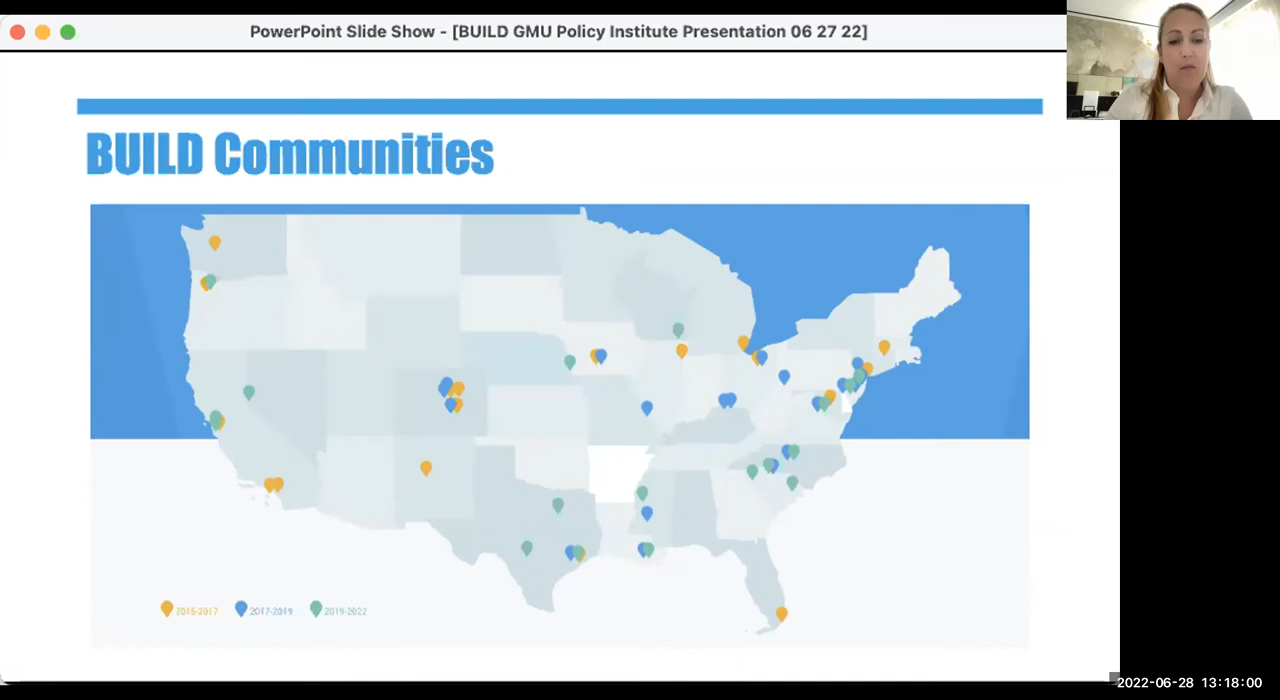 PowerPoint Slide Show - [BUILD GMU Policy Institute Presentation 06 27 22]
BUILD Communities
2015-2017 2017-2019 2019-2022
2022-06-28 13:18:00